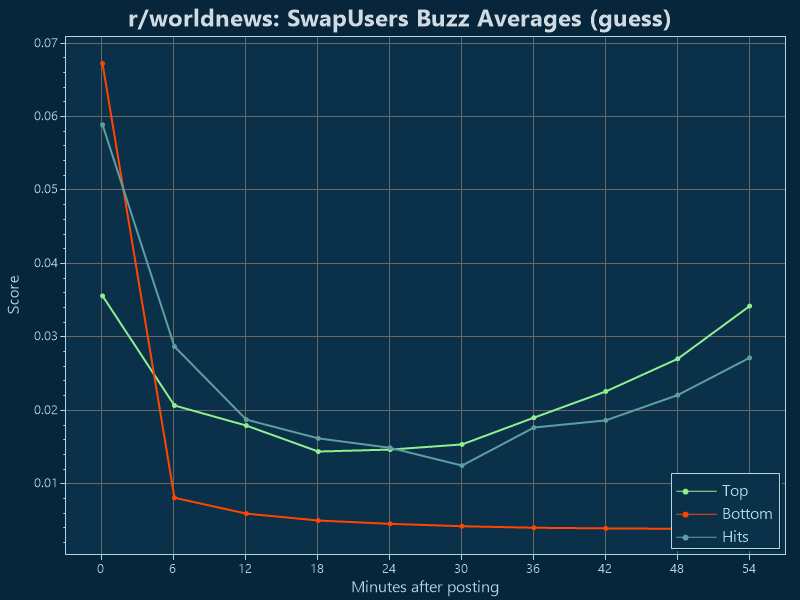 r/worldnews: SwapUsers Buzz Averages (guess)
0.07
0.06
0.05
0.04
0.03
0.02
0.01
Score
0 6 12 18 24 30 36 42 48 54
Minutes after posting
Top
Bottom
Hits